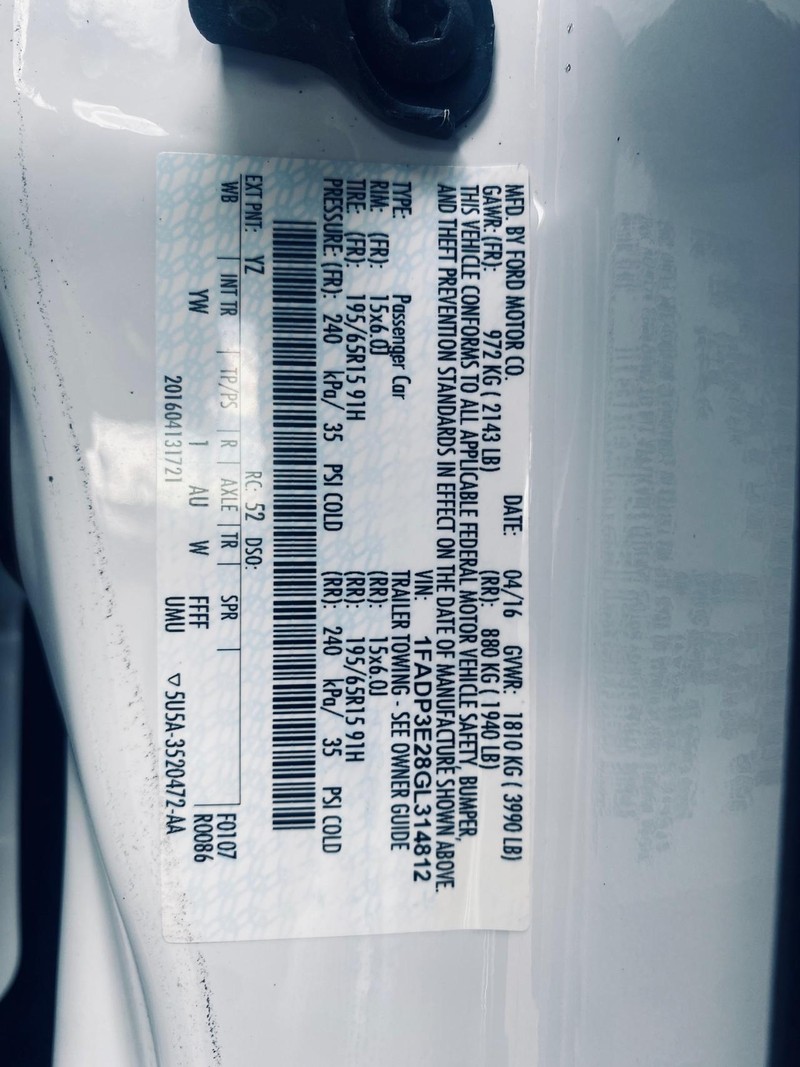 MFD. BY FORD MOTOR CO. DATE: 04/16 GVWR: 1810 KG ( 3990 LB)
GAWR: (FR): 972 KG ( 2143 LB) (RR): 880 KG ( 1940 LB)
THIS VEHICLE CONFORMS TO ALL APPLICABLE FEDERAL MOTOR VEHICLE SAFETY, BUMPER,
AND THEFT PREVENTION STANDARDS IN EFFECT ON THE DATE OF MANUFACTURE SHOWN ABOVE.
VIN: 1FADP3E28GL314812
TYPE: Passenger Car TRAILER TOWING - SEE OWNER GUIDE
RIM: (FR): 15x6.0J (RR): 15x6.0J
TIRE: (FR): 195/65R15 91H (RR): 195/65R15 91H
PRESSURE (FR): 240 kPa/ 35 PSI COLD (RR): 240 kPa/ 35 PSI COLD
EXT PNT: YZ RC: 52 DSO:
WB | INT TR | TP/PS | R | AXLE | TR | SPR | F0107
YW 1 AU W FFFF R0086
201604131721 UMU ▽5U5A-3520472-AA